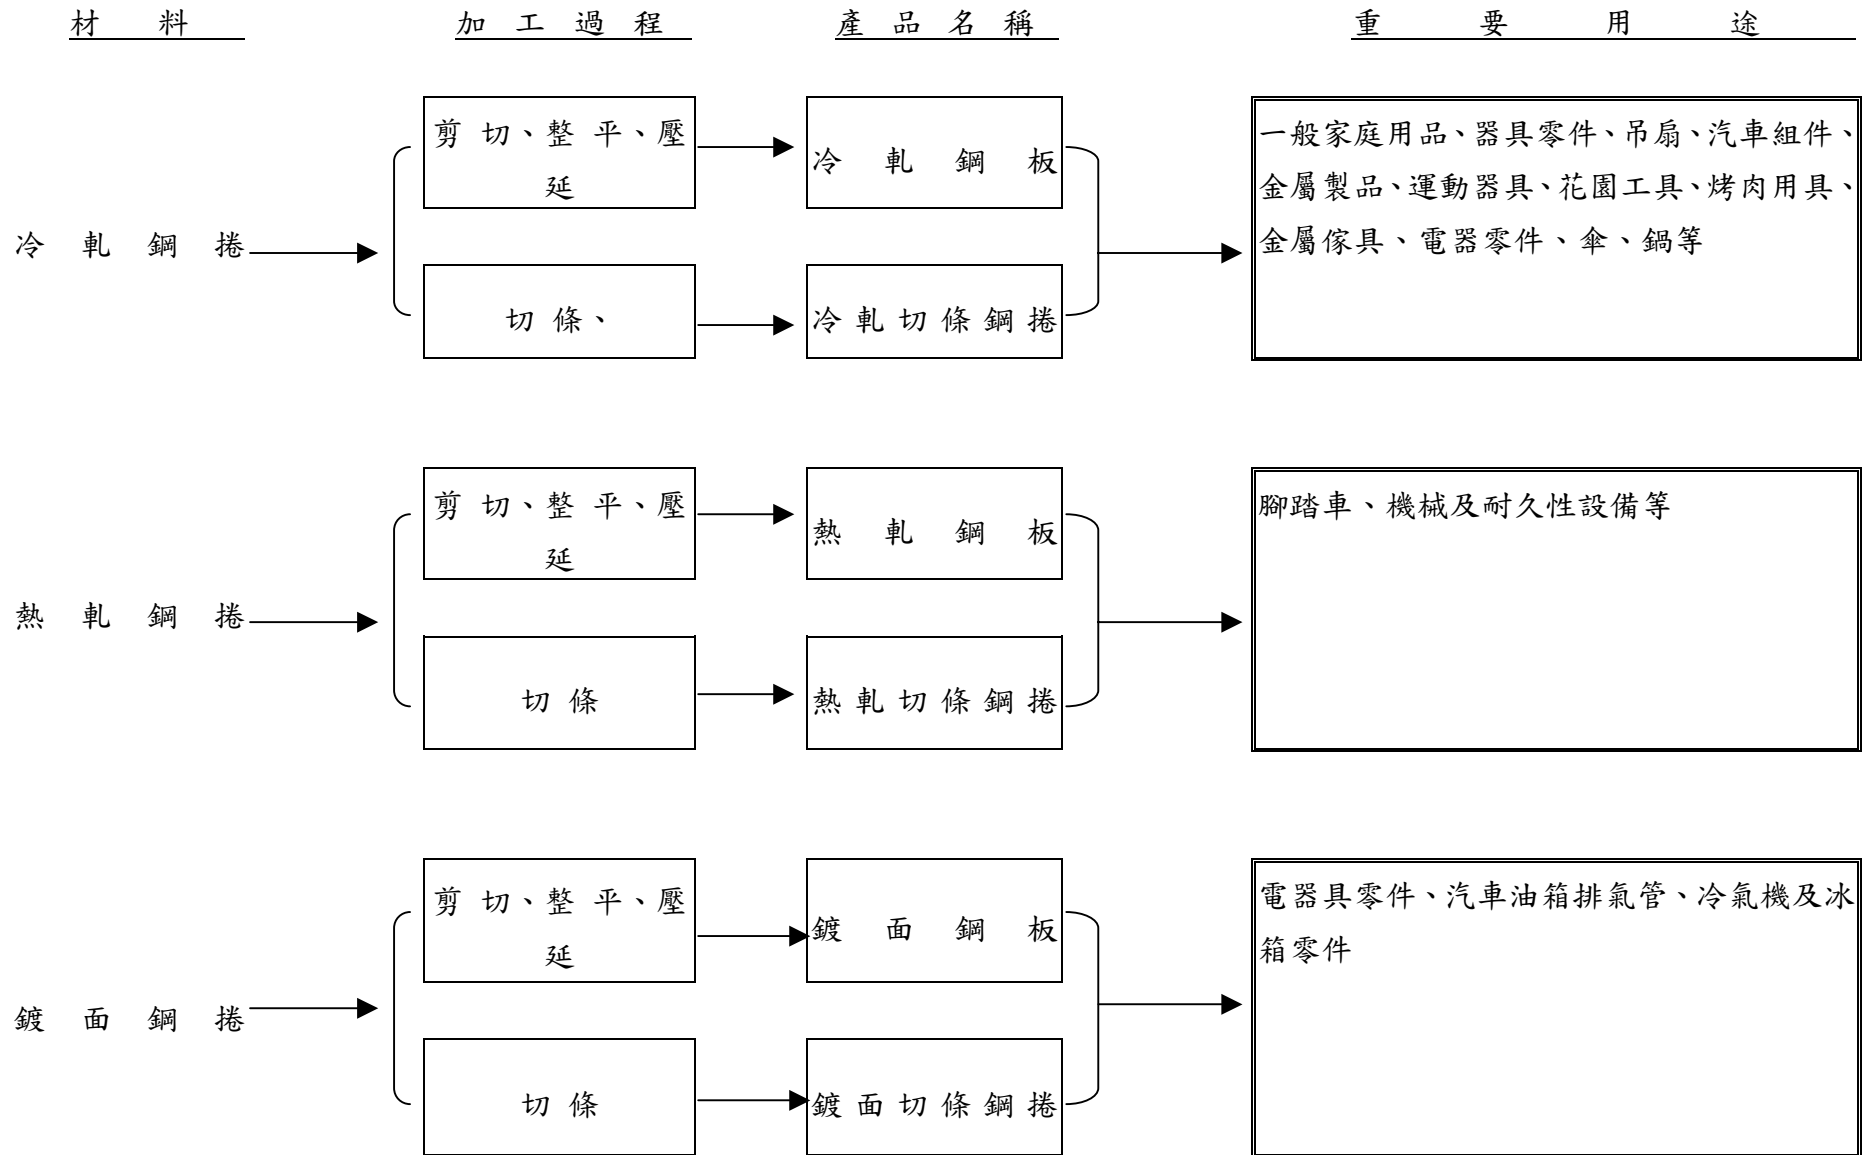 材料 加工過程 產品名稱 重要用途
剪切、整平、壓
延
冷軋鋼板
一般家庭用品、器具零件、吊扇、汽車組件、
金屬製品、運動器具、花園工具、烤肉用具、
金屬傢具、電器零件、傘、鍋等
冷軋鋼捲
切條、
冷軋切條鋼捲
剪切、整平、壓
延
熱軋鋼板
腳踏車、機械及耐久性設備等
熱軋鋼捲
切條
熱軋切條鋼捲
剪切、整平、壓
延
鍍面鋼板
電器具零件、汽車油箱排氣管、冷氣機及冰
箱零件
鍍面鋼捲
切條
鍍面切條鋼捲